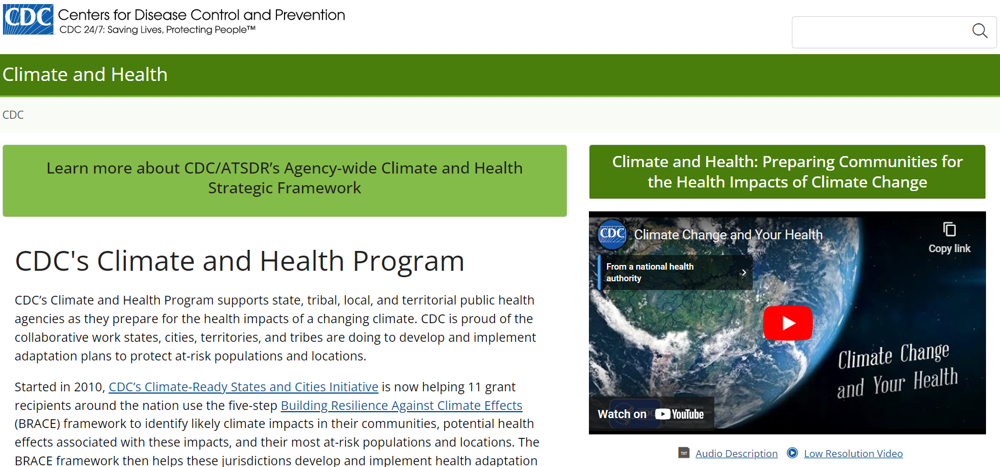 CDC
Centers for Disease Control and Prevention
CDC 24/7: Saving Lives, Protecting People™
Climate and Health
CDC
Learn more about CDC/ATSDR’s Agency-wide Climate and Health
Strategic Framework
CDC's Climate and Health Program
CDC’s Climate and Health Program supports state, tribal, local, and territorial public health
agencies as they prepare for the health impacts of a changing climate. CDC is proud of the
collaborative work states, cities, territories, and tribes are doing to develop and implement
adaptation plans to protect at-risk populations and locations.
Started in 2010, CDC’s Climate-Ready States and Cities Initiative is now helping 11 grant
recipients around the nation use the five-step Building Resilience Against Climate Effects
(BRACE) framework to identify likely climate impacts in their communities, potential health
effects associated with these impacts, and their most at-risk populations and locations. The
BRACE framework then helps these jurisdictions develop and implement health adaptation
Climate and Health: Preparing Communities for
the Health Impacts of Climate Change
CDC
Climate Change and Your Health
Copy link
From a national health
authority
Climate Change
and Your Health
Centers for Disease
Environmental Health
Watch on YouTube
TXT Audio Description Low Resolution Video